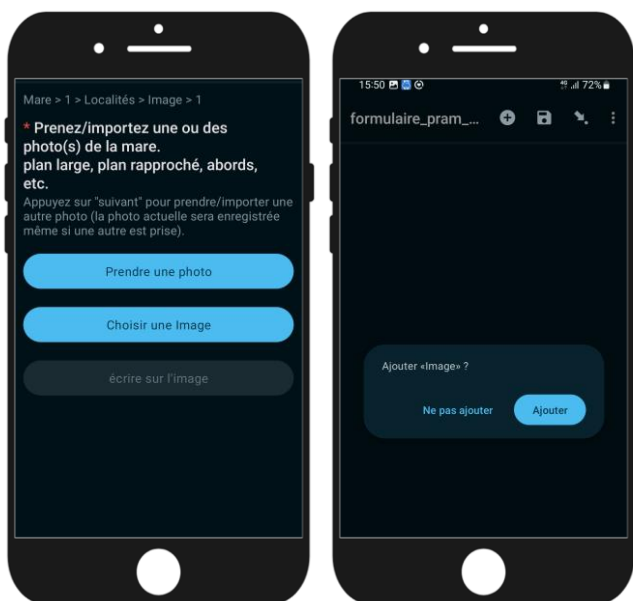 Mare > 1 > Localités > Image > 1
* Prenez/importez une ou des
photo(s) de la mare.
plan large, plan rapproché, abords,
etc.
Appuyez sur "suivant" pour prendre/importer une
autre photo (la photo actuelle sera enregistrée
même si une autre est prise).
Prendre une photo
Choisir une Image
écrire sur l'image
15:50
72%
formulaire_pram_...
Ajouter «Image» ?
Ne pas ajouter
Ajouter